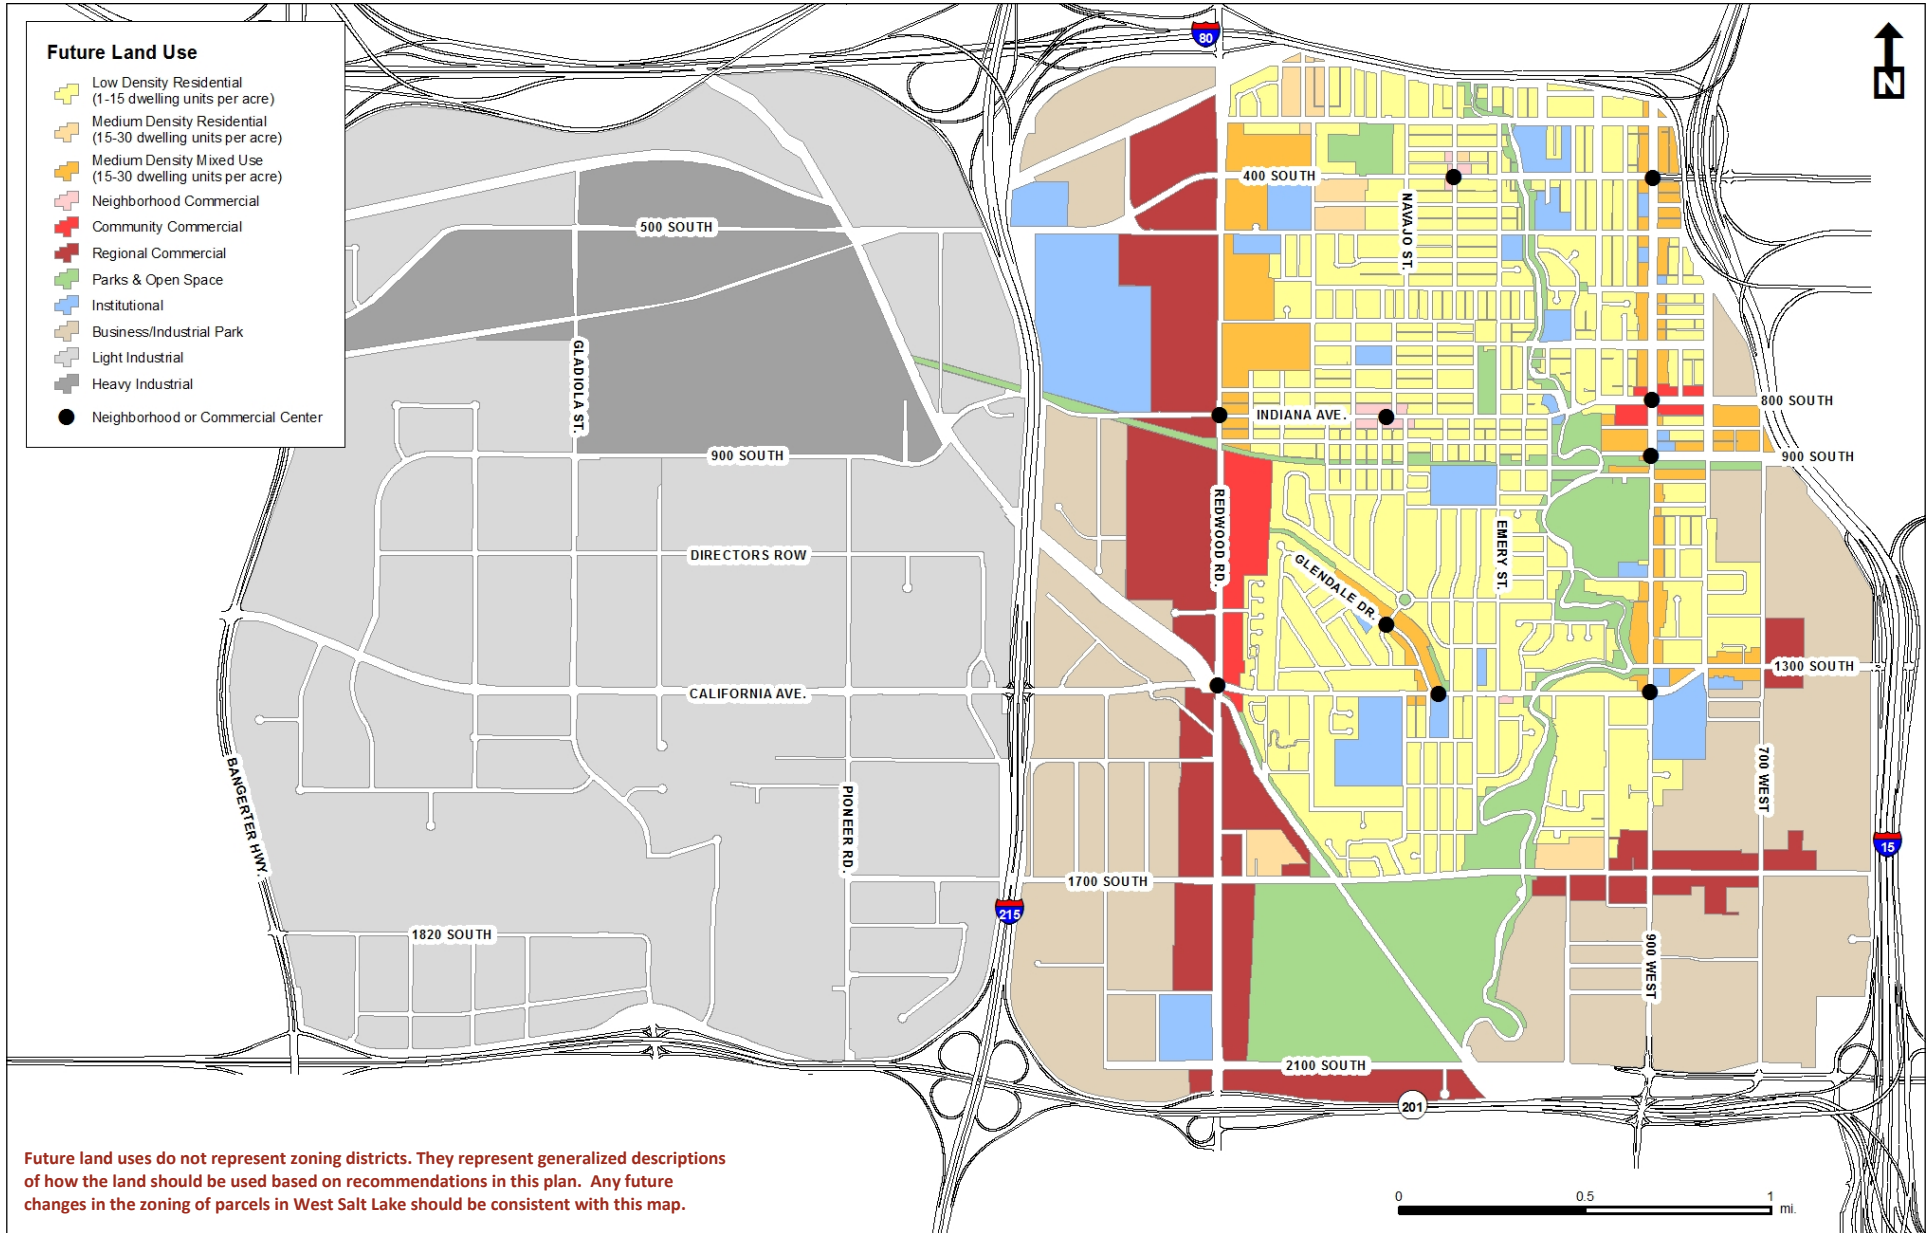 Future Land Use
Low Density Residential
(1-15 dwelling units per acre)
Medium Density Residential
(15-30 dwelling units per acre)
Medium Density Mixed Use
(15-30 dwelling units per acre)
Neighborhood Commercial
Community Commercial
Regional Commercial
Parks & Open Space
Institutional
Business/Industrial Park
Light Industrial
Heavy Industrial
Neighborhood or Commercial Center
80
N
400 SOUTH
NAVAJO ST.
500 SOUTH
GLADIOLA ST.
INDIANA AVE.
800 SOUTH
900 SOUTH
900 SOUTH
REDWOOD RD.
EMERY ST.
DIRECTORS ROW
GLENDALE DR.
1300 SOUTH
CALIFORNIA AVE.
BANGERTER HWY.
PIONEER RD.
700 WEST
15
1700 SOUTH
215
1820 SOUTH
900 WEST
2100 SOUTH
201
Future land uses do not represent zoning districts. They represent generalized descriptions
of how the land should be used based on recommendations in this plan. Any future
changes in the zoning of parcels in West Salt Lake should be consistent with this map.
0 0.5 1
mi.